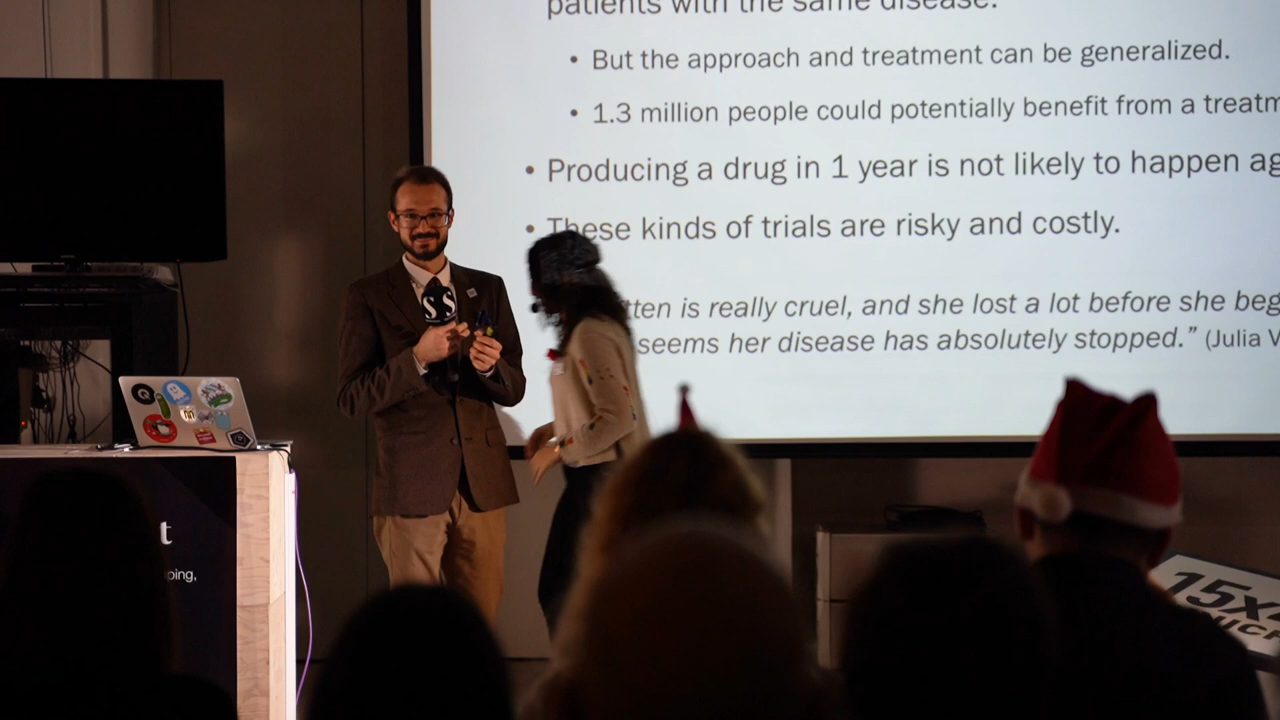 patients with the same disease.
• But the approach and treatment can be generalized.
• 1.3 million people could potentially benefit from a treatm
• Producing a drug in 1 year is not likely to happen ag
• These kinds of trials are risky and costly.
tten is really cruel, and she lost a lot before she beg
seems her disease has absolutely stopped.” (Julia V
SS
t
ping,
15x